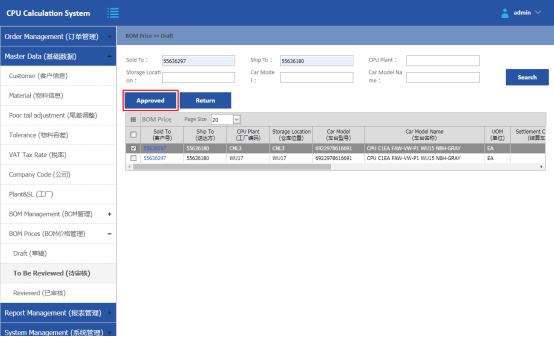 CPU Calculation System
admin
Order Management (订单管理) +
Master Data (基础数据) -
Customer (客户信息)
Material (物料信息)
Poor tail adjustment (尾差调整)
Tolerance (物料容差)
VAT Tax Rate (税率)
Company Code (公司)
Plant&SL (工厂)
BOM Management (BOM管理) +
BOM Prices (BOM价格管理) -
Draft (草稿)
To Be Reviewed (待审核)
Reviewed (已审核)
Report Management (报表管理) +
System Management (系统管理) +
BOM Price >> Draft
Sold To : 55636297 Ship To : 55636180 CPU Plant :
Storage Locati on : Car Mode l : Car Model Na me :
Search
Approved Return
BOM Price Page Size 20
Sold To (客户号) Ship To (送达方) CPU Plant (工厂编码) Storage Location (仓库位置) Car Model (车台型号) Car Model Name (车台名称) UOM (单位) Settlement C
55636297 55636180 CNL3 CNL3 6922978616691 CPU C1EA FAW-VW-P1 WU15 NBH-GRAY EA
55636297 55636180 WU17 WU17 6922978616691 CPU C1EA FAW-VW-P1 WU15 NBH-GRAY EA